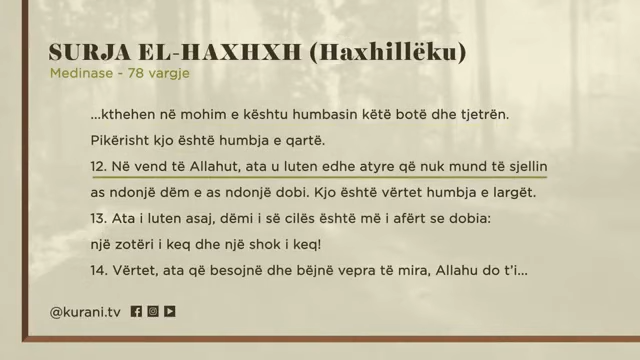 SURJA EL-HAXHXH (Haxhillëku)
Medinase - 78 vargje
...kthehen në mohim e kështu humbasin këtë botë dhe tjetrën.
Pikërisht kjo është humbja e qartë.
12. Në vend të Allahut, ata u luten edhe atyre që nuk mund të sjellin
as ndonjë dëm e as ndonjë dobi. Kjo është vërtet humbja e largët.
13. Ata i luten asaj, dëmi i së cilës është më i afërt se dobia:
një zotëri i keq dhe një shok i keq!
14. Vërtet, ata që besojnë dhe bëjnë vepra të mira, Allahu do t'i...
@kurani.tv